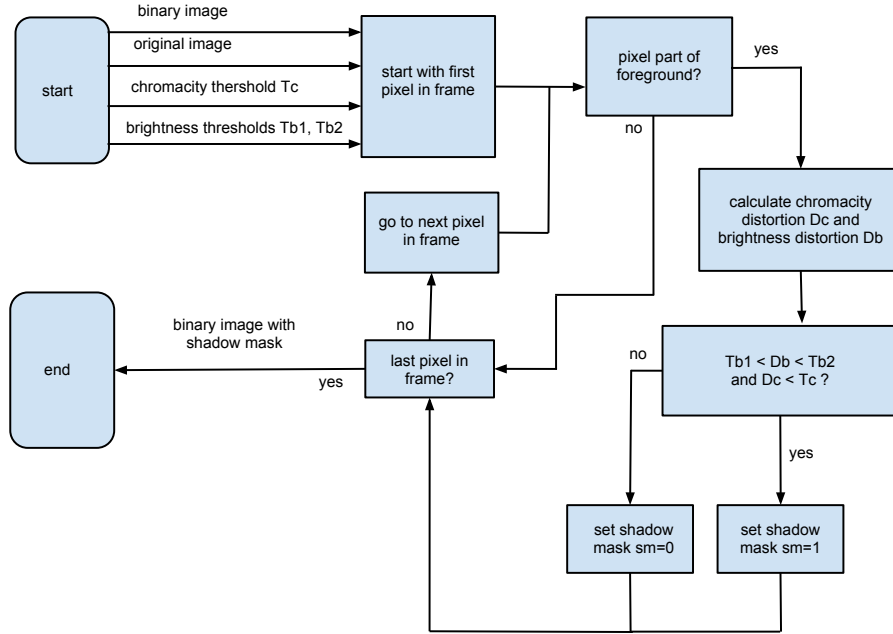 binary image
original image
chromacity thershold Tc
brightness thresholds Tb1, Tb2
start
start with first
pixel in frame
pixel part of
foreground?
yes
no
calculate chromacity
distortion Dc and
brightness distortion Db
go to next pixel
in frame
no
binary image with
shadow mask
yes
end
last pixel in
frame?
no
Tb1 < Db < Tb2
and Dc < Tc ?
yes
set shadow
mask sm=0
set shadow
mask sm=1